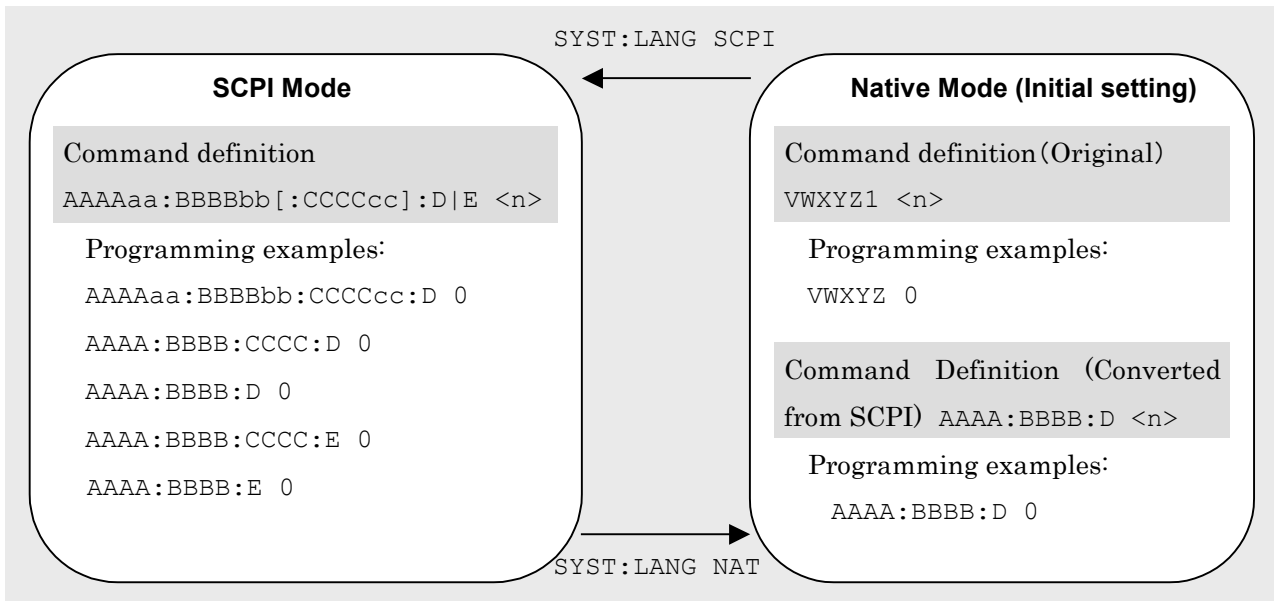 SYST:LANG SCPI
SCPI Mode
Command definition
AAAAaa:BBBBbb[:CCCCcc]:D|E <n>
Programming examples:
AAAAaa:BBBBbb:CCCCcc:D 0
AAAA:BBBB:CCCC:D 0
AAAA:BBBB:D 0
AAAA:BBBB:CCCC:E 0
AAAA:BBBB:E 0
Native Mode (Initial setting)
Command definition(Original)
VWXYZ1 <n>
Programming examples:
VWXYZ 0
Command Definition (Converted
from SCPI) AAAA:BBBB:D <n>
Programming examples:
AAAA:BBBB:D 0
SYST:LANG NAT